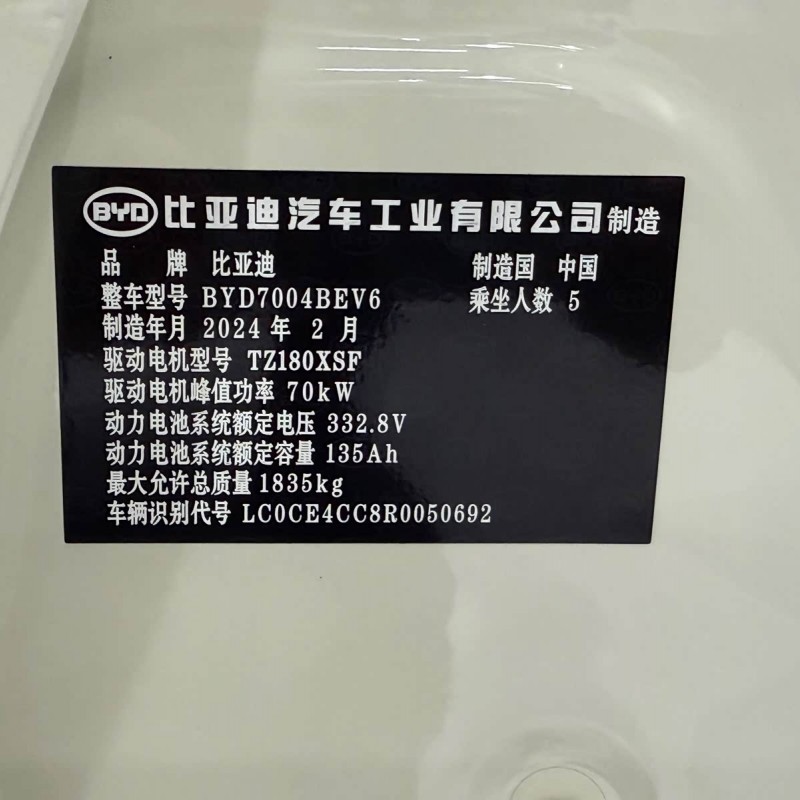 BYD 比亚迪汽车工业有限公司制造
品 牌 比亚迪 制造国 中国
整车型号 BYD7004BEV6 乘坐人数 5
制造年月 2024 年 2 月
驱动电机型号 TZ180XSF
驱动电机峰值功率 70kW
动力电池系统额定电压 332.8V
动力电池系统额定容量 135Ah
最大允许总质量 1835kg
车辆识别代号 LC0CE4CC8R0050692